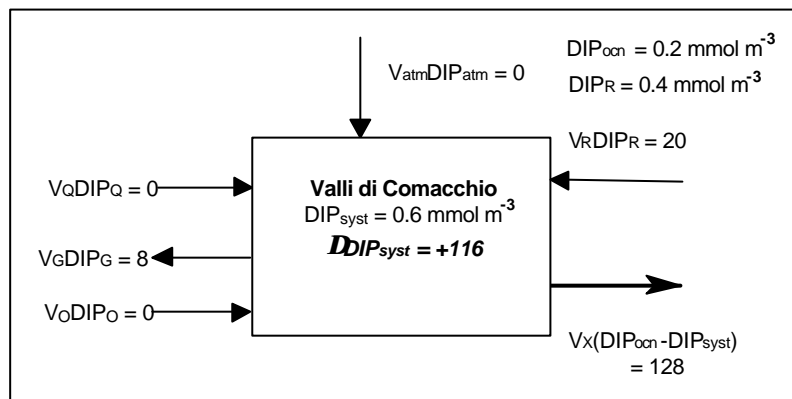 VatmDIPatm = 0
DIPocn = 0.2 mmol m-3
DIPR = 0.4 mmol m-3
VRDIPR = 20
VQDIPQ = 0
Valli di Comacchio
DIPsyst = 0.6 mmol m-3
DDIPsyst = +116
VGDIPG = 8
VODIPO = 0
VX(DIPocn-DIPsyst)
= 128